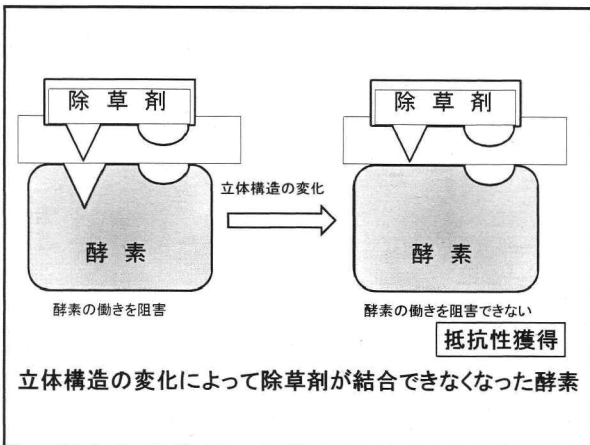 除草剤
除草剤
立体構造の変化
酵素
酵素
酵素の働きを阻害
酵素の働きを阻害できない
抵抗性獲得
立体構造の変化によって除草剤が結合できなくなった酵素